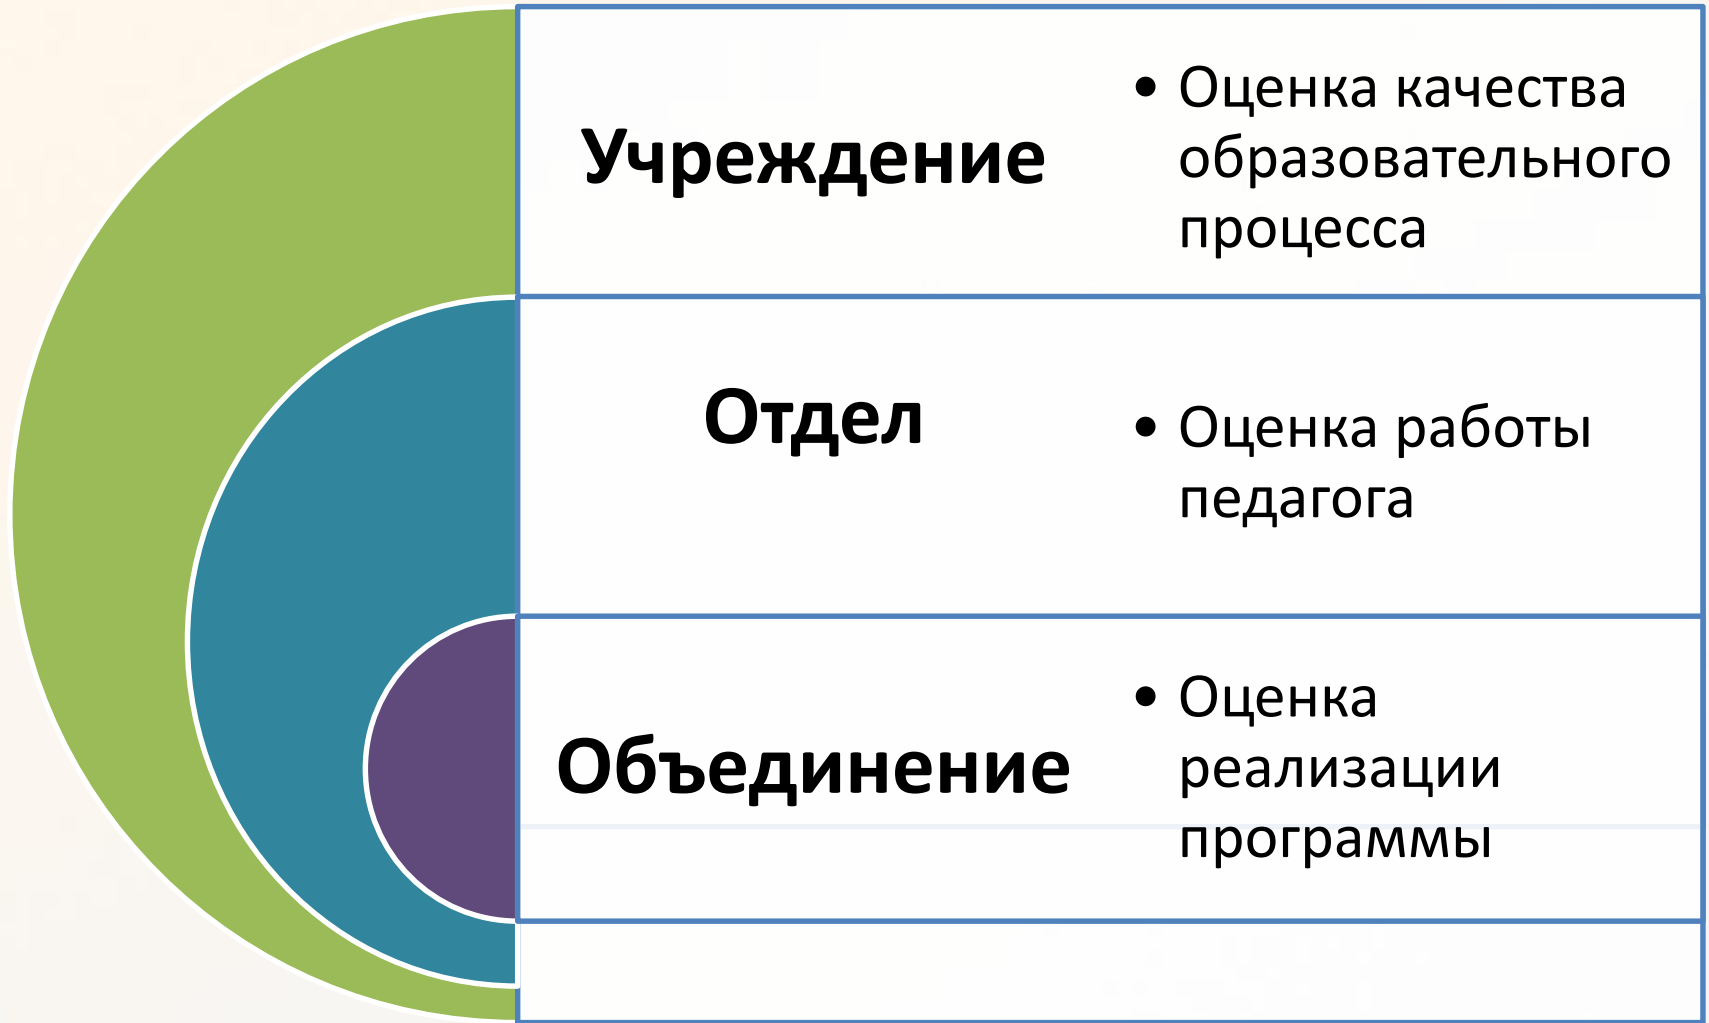 Учреждение
• Оценка качества
образовательного
процесса
Отдел
• Оценка работы
педагога
Объединение
• Оценка
реализации
программы